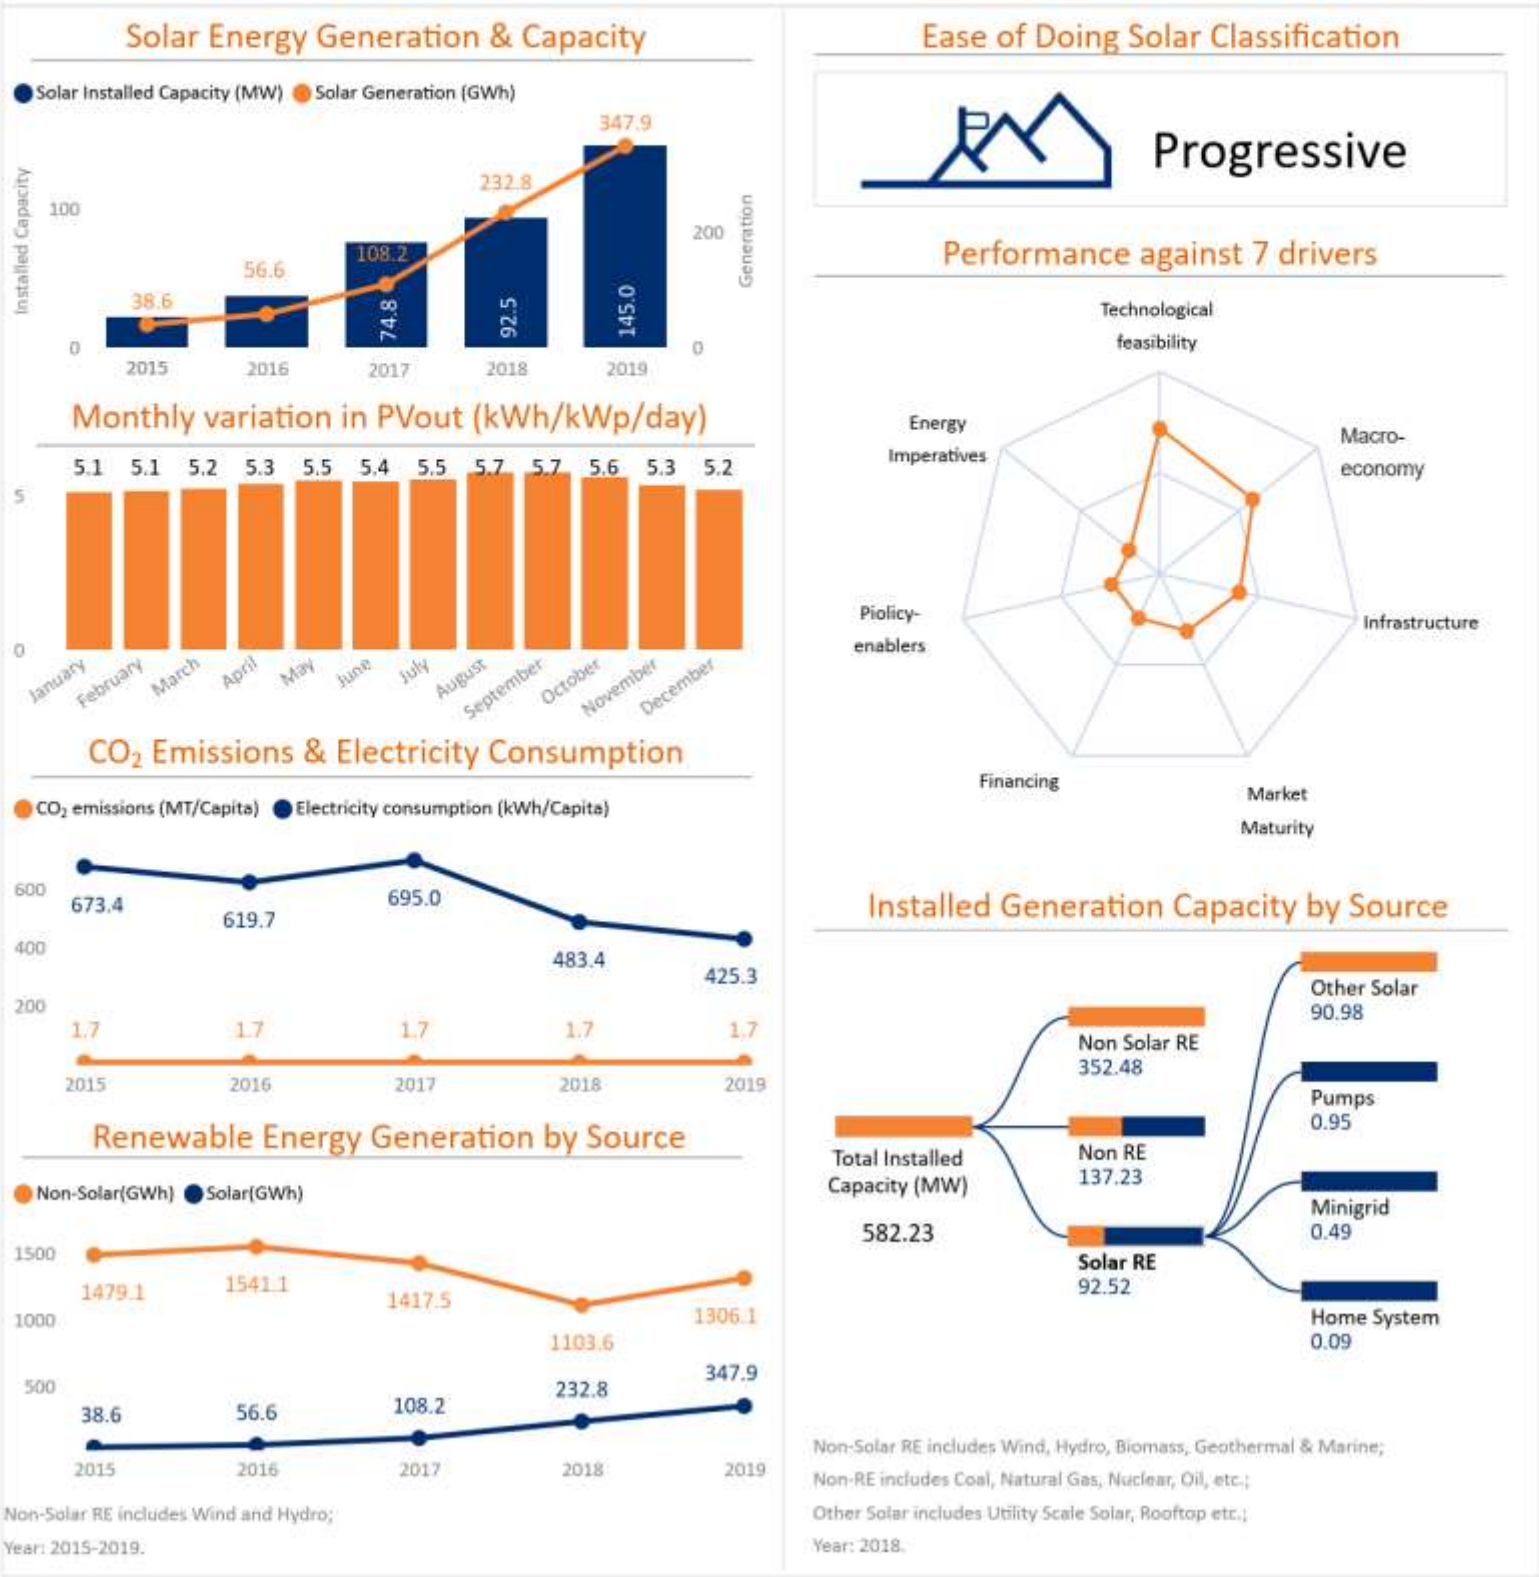 Solar Energy Generation & Capacity
Solar Installed Capacity (MW) Solar Generation (GWh)
Installed Capacity
Generation
100
0
200
0
38.6
56.6
108.2
232.8
347.9
74.8
92.5
145.0
2015 2016 2017 2018 2019
Monthly variation in PVout (kWh/kWp/day)
5.1 5.1 5.2 5.3 5.5 5.4 5.5 5.7 5.7 5.6 5.3 5.2
5
0
January February March April May June July August September October November December
CO₂ Emissions & Electricity Consumption
CO₂ emissions (MT/Capita) Electricity consumption (kWh/Capita)
600
400
200
673.4 619.7 695.0 483.4 425.3
1.7 1.7 1.7 1.7 1.7
2015 2016 2017 2018 2019
Renewable Energy Generation by Source
Non-Solar(GWh) Solar(GWh)
1500
1000
500
1479.1 1541.1 1417.5 1103.6 1306.1
38.6 56.6 108.2 232.8 347.9
2015 2016 2017 2018 2019
Non-Solar RE includes Wind and Hydro;
Year: 2015-2019.
Ease of Doing Solar Classification
Progressive
Performance against 7 drivers
Technological
feasibility
Macro-
economy
Infrastructure
Market
Maturity
Financing
Piolicy-
enablers
Energy
Imperatives
Installed Generation Capacity by Source
Total Installed
Capacity (MW)
582.23
Non Solar RE
352.48
Non RE
137.23
Solar RE
92.52
Other Solar
90.98
Pumps
0.95
Minigrid
0.49
Home System
0.09
Non-Solar RE includes Wind, Hydro, Biomass, Geothermal & Marine;
Non-RE includes Coal, Natural Gas, Nuclear, Oil, etc.;
Other Solar includes Utility Scale Solar, Rooftop etc.;
Year: 2018.